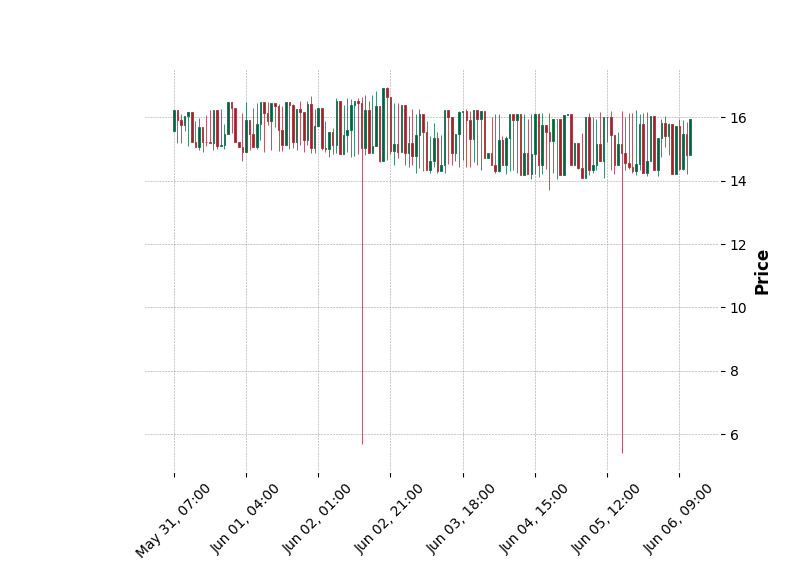 16
14
12
10
8
6
Price
May 31, 07:00
Jun 01, 04:00
Jun 02, 01:00
Jun 02, 21:00
Jun 03, 18:00
Jun 04, 15:00
Jun 05, 12:00
Jun 06, 09:00